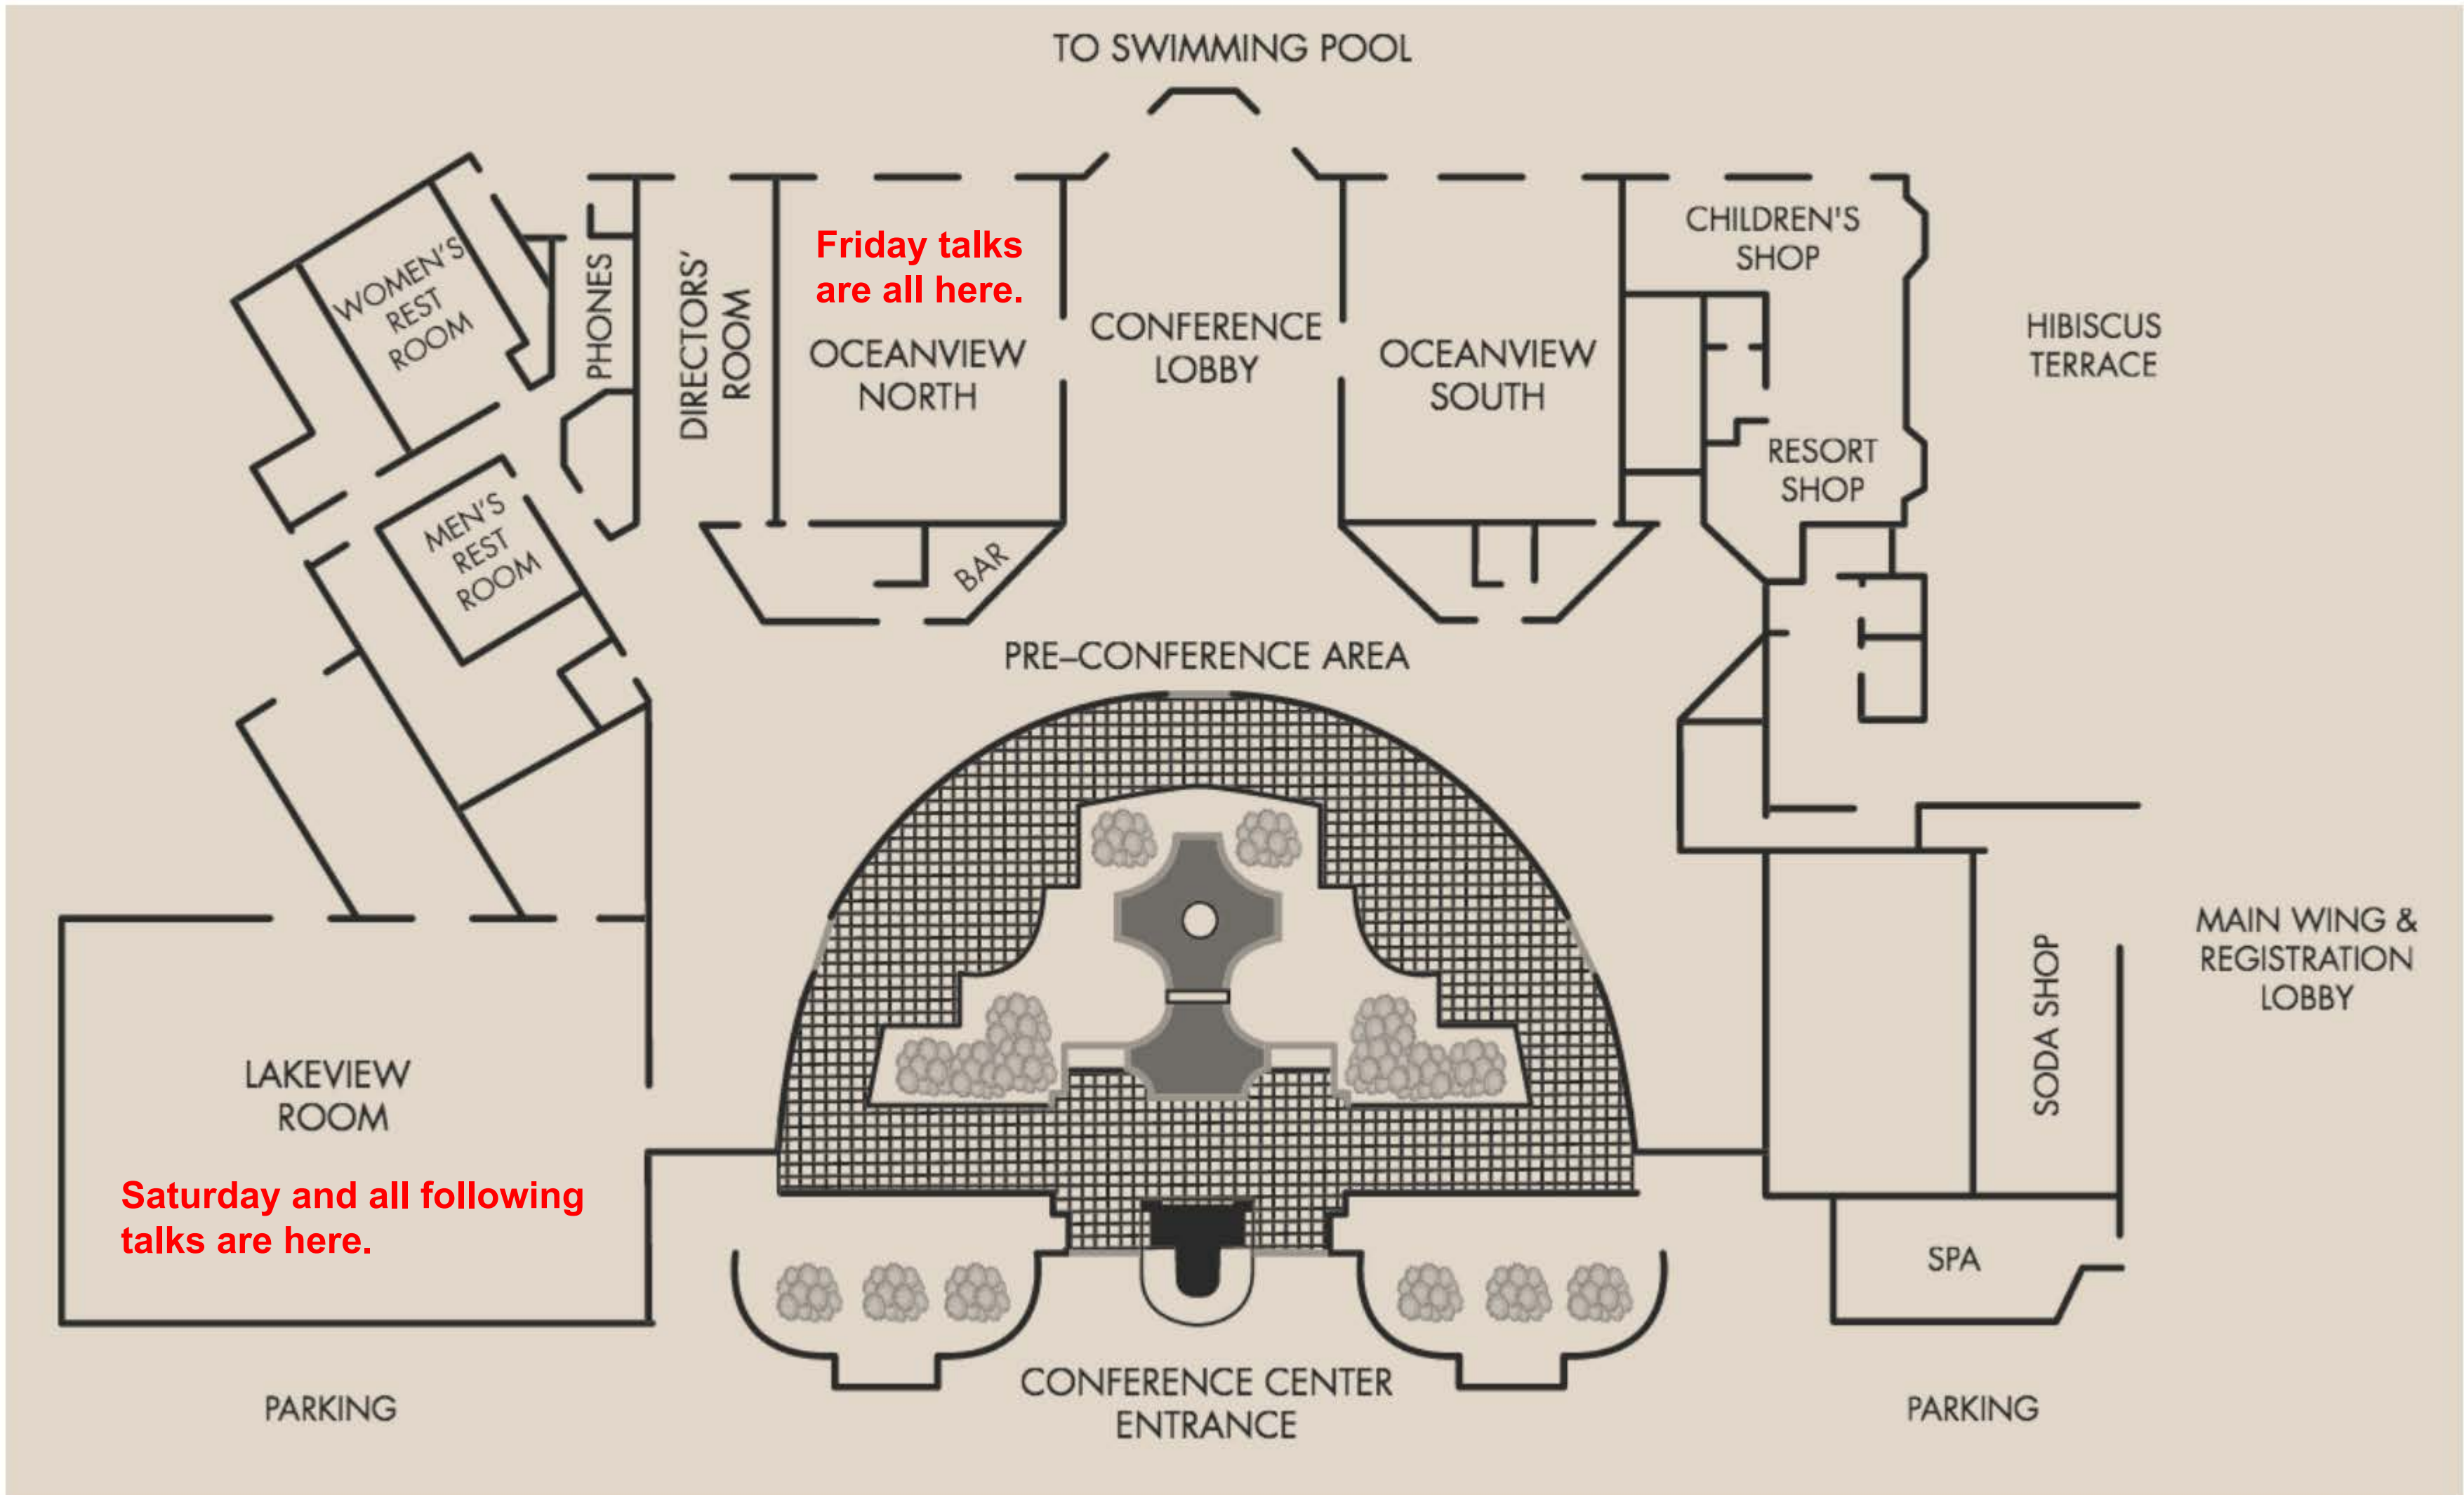 TO SWIMMING POOL
WOMEN'S
REST
ROOM
MEN'S
REST
ROOM
PHONES
DIRECTORS'
ROOM
Friday talks
are all here.
OCEANVIEW
NORTH
BAR
CONFERENCE
LOBBY
OCEANVIEW
SOUTH
CHILDREN'S
SHOP
RESORT
SHOP
HIBISCUS
TERRACE
PRE–CONFERENCE AREA
LAKEVIEW
ROOM
Saturday and all following
talks are here.
SODA SHOP
MAIN WING &
REGISTRATION
LOBBY
SPA
PARKING
CONFERENCE CENTER
ENTRANCE
PARKING